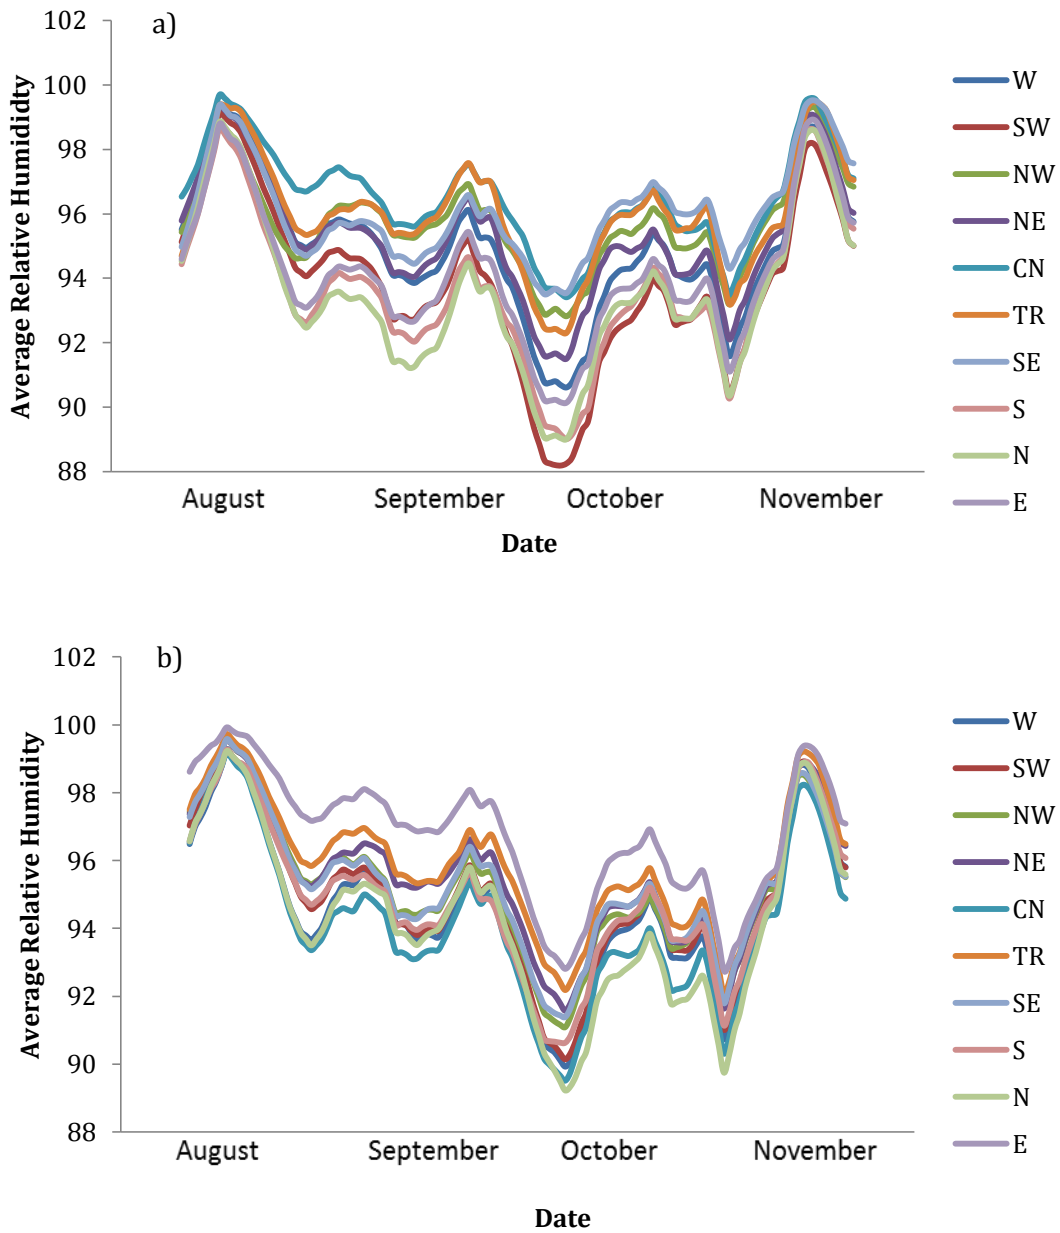 a)
Average Relative Humididty
102
100
98
96
94
92
90
88
August September October November
Date
W
SW
NW
NE
CN
TR
SE
S
N
E
b)
Average Relative Humidity
102
100
98
96
94
92
90
88
August September October November
Date
W
SW
NW
NE
CN
TR
SE
S
N
E